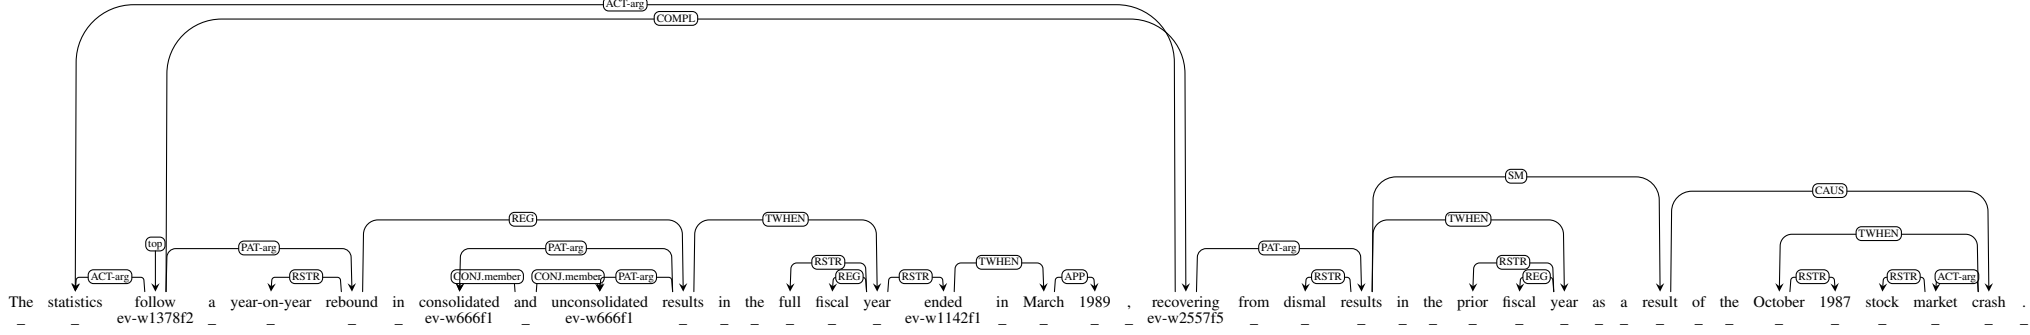 ACT-arg
COMPL
SM
CAUS
REG TWHEN TWHEN
TWHEN
top PAT-arg PAT-arg PAT-arg
RSTR RSTR
ACT-arg RSTR CONJ.member CONJ.member PAT-arg REG RSTR TWHEN APP RSTR REG RSTR RSTR ACT-arg
The statistics follow a year-on-year rebound in consolidated and unconsolidated results in the full fiscal year ended in March 1989 , recovering from dismal results in the prior fiscal year as a result of the October 1987 stock market crash .
_ _ ev-w1378f2 _ _ _ _ ev-w666f1 _ ev-w666f1 _ _ _ _ _ _ ev-w1142f1 _ _ _ _ ev-w2557f5 _ _ _ _ _ _ _ _ _ _ _ _ _ _ _ _ _ _ _